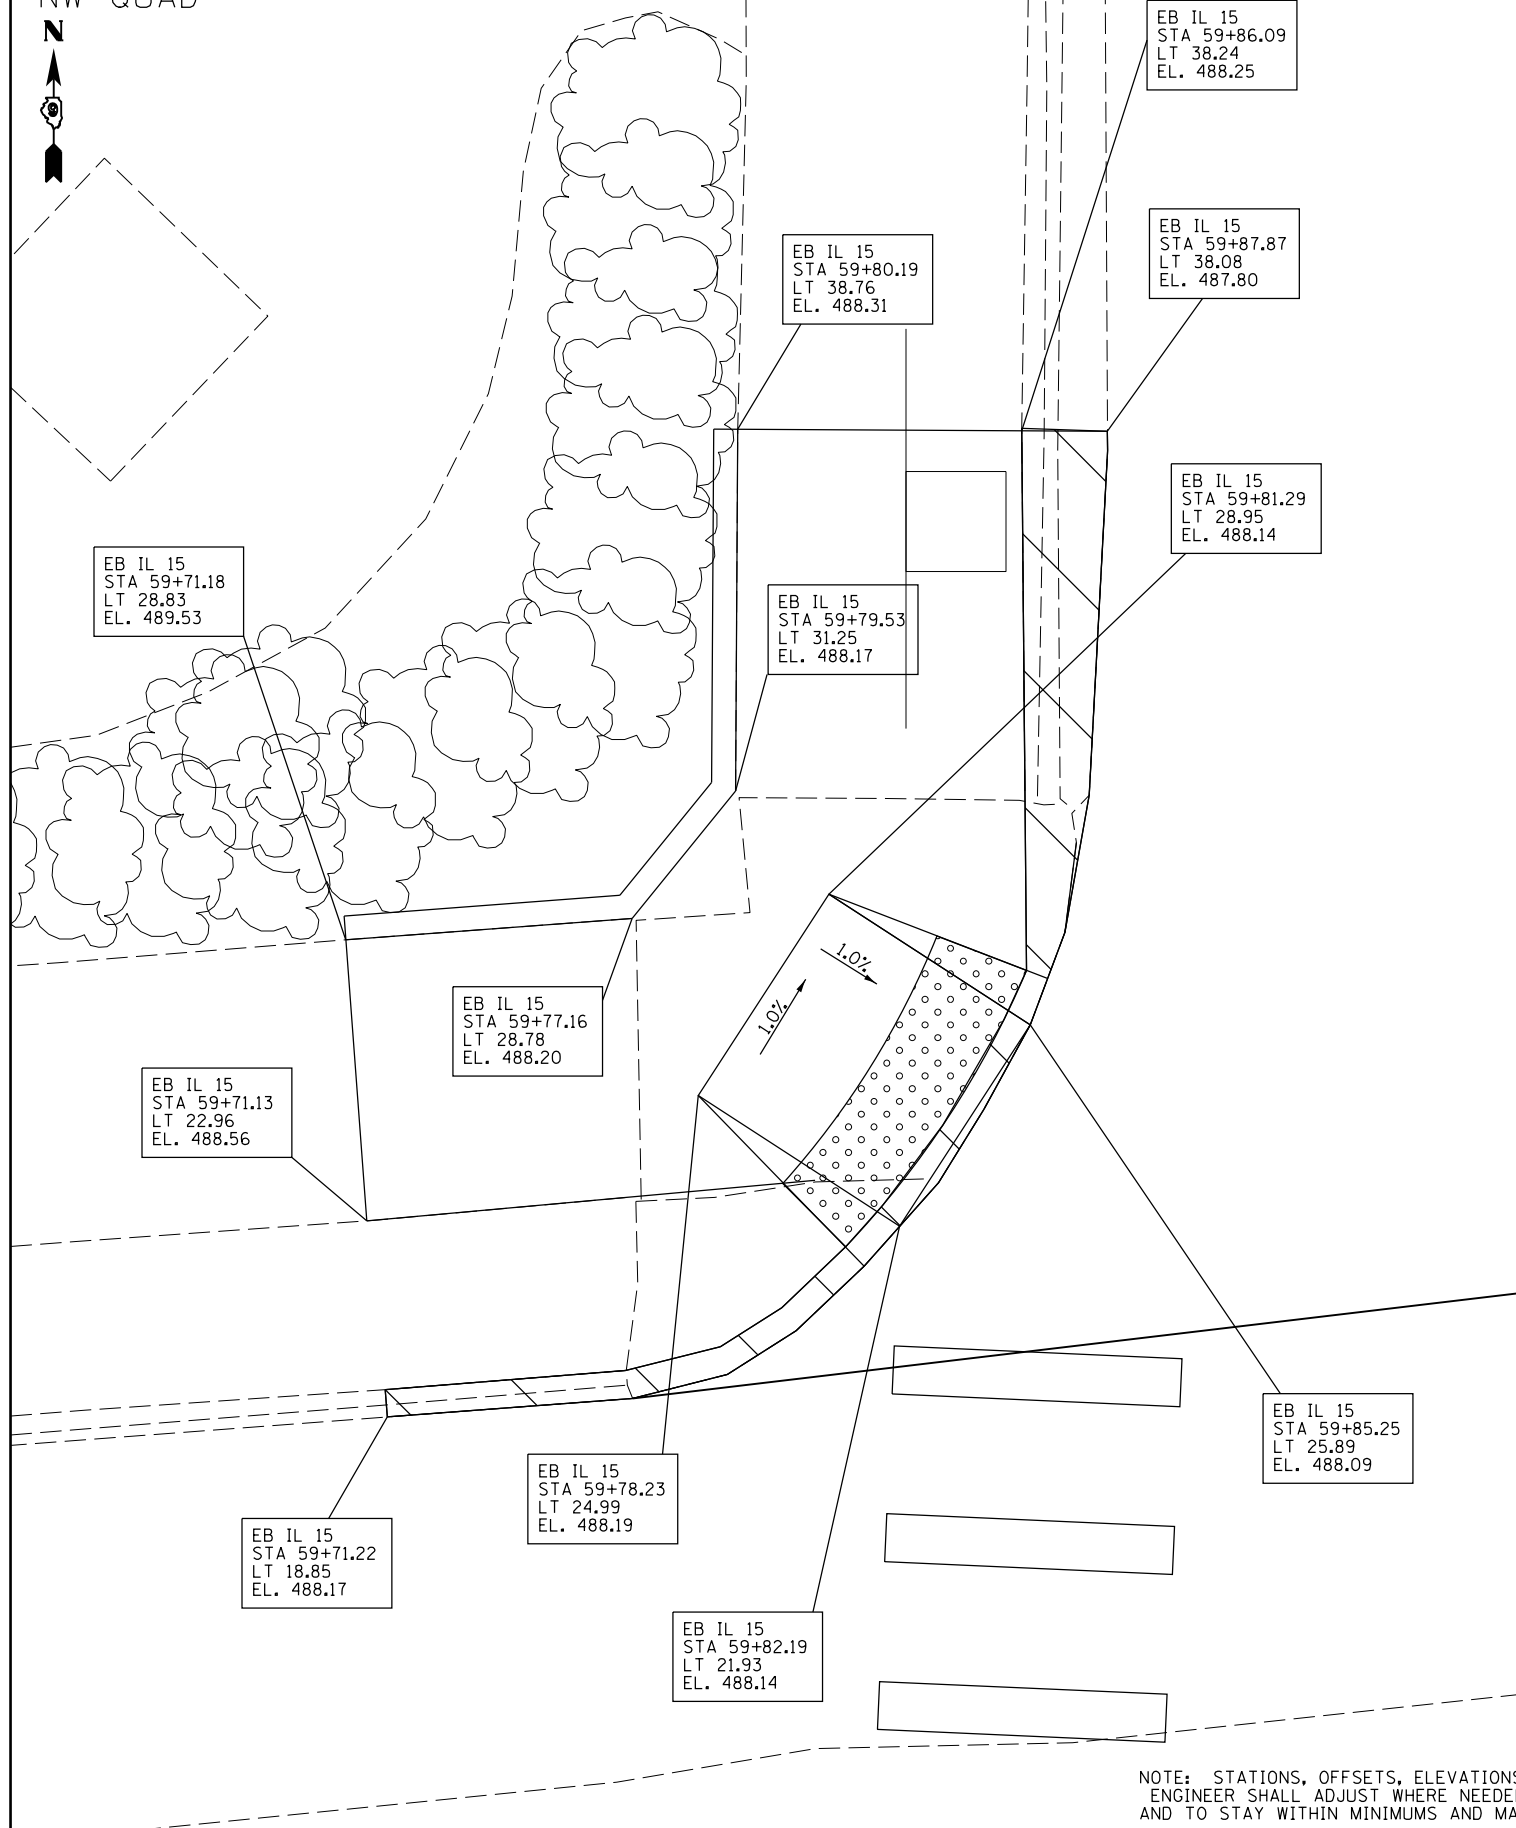 NW QUAD
N
EB IL 15
STA 59+86.09
LT 38.24
EL. 488.25
EB IL 15
STA 59+87.87
LT 38.08
EL. 487.80
EB IL 15
STA 59+80.19
LT 38.76
EL. 488.31
EB IL 15
STA 59+81.29
LT 28.95
EL. 488.14
EB IL 15
STA 59+71.18
LT 28.83
EL. 489.53
EB IL 15
STA 59+79.53
LT 31.25
EL. 488.17
1.0%
1.0%
EB IL 15
STA 59+77.16
LT 28.78
EL. 488.20
EB IL 15
STA 59+71.13
LT 22.96
EL. 488.56
EB IL 15
STA 59+85.25
LT 25.89
EL. 488.09
EB IL 15
STA 59+78.23
LT 24.99
EL. 488.19
EB IL 15
STA 59+71.22
LT 18.85
EL. 488.17
EB IL 15
STA 59+82.19
LT 21.93
EL. 488.14
NOTE: STATIONS, OFFSETS, ELEVATIONS
ENGINEER SHALL ADJUST WHERE NEEDE
AND TO STAY WITHIN MINIMUMS AND MA